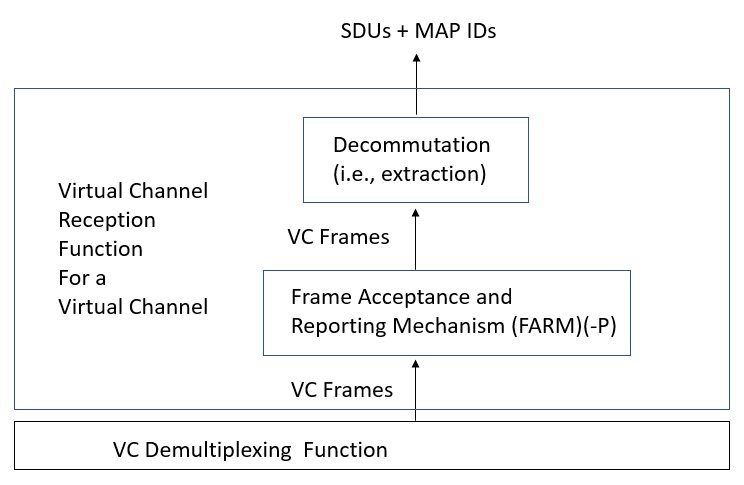 SDUs + MAP IDs
Decommutation
(i.e., extraction)
Virtual Channel
Reception
Function
For a
Virtual Channel
VC Frames
Frame Acceptance and
Reporting Mechanism (FARM)(-P)
VC Frames
VC Demultiplexing Function